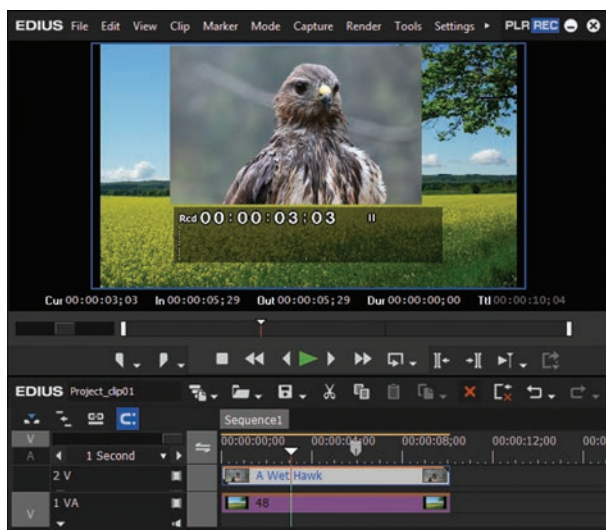 EDIUS File Edit View Clip Marker Mode Capture Render Tools Settings PLR REC
Rcd 00:00:03:03
Cur 00:00:03;03 In 00:00:05;29 Out 00:00:05;29 Dur 00:00:00;00 Ttl 00:00:10;04
EDIUS Project_dip01
Sequence1
V 00:00:00;00 00:00:04;00 00:00:08;00 00:00:12;00 00:0
A 1 Second
2 V A Wet Hawk
1 VA 48
V